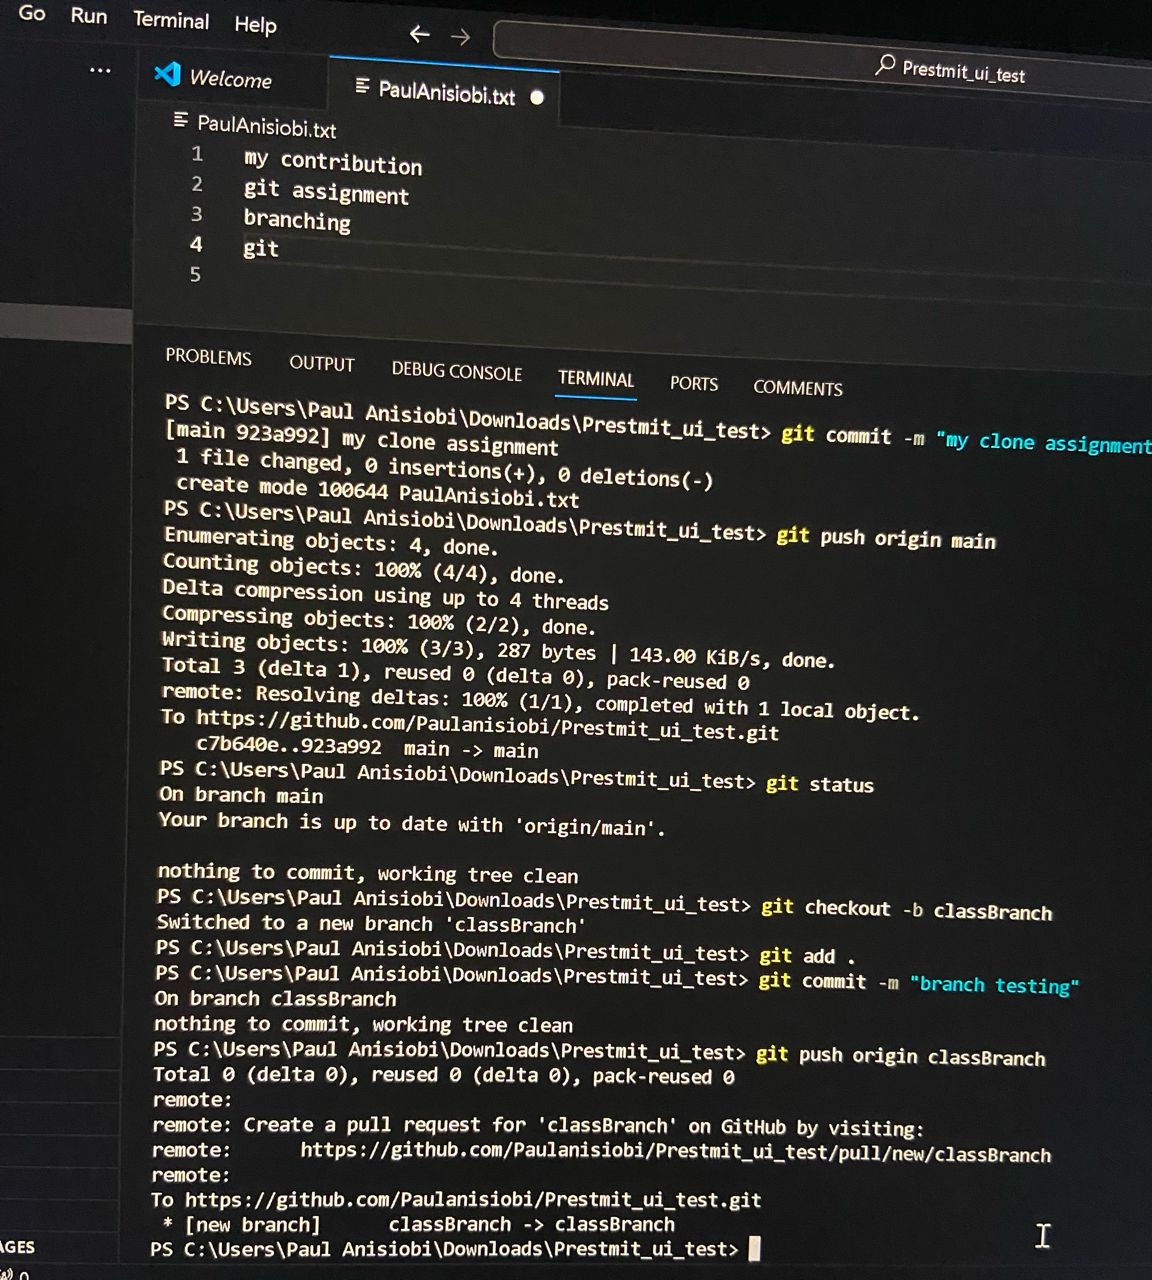 Go Run Terminal Help
Prestmit_ui_test
Welcome
PaulAnisiobi.txt
PaulAnisiobi.txt
1 my contribution
2 git assignment
3 branching
4 git
5
PROBLEMS OUTPUT DEBUG CONSOLE TERMINAL PORTS COMMENTS
PS C:\Users\Paul Anisiobi\Downloads\Prestmit_ui_test> git commit -m "my clone assignment
[main 923a992] my clone assignment
1 file changed, 0 insertions(+), 0 deletions(-)
create mode 100644 PaulAnisiobi.txt
PS C:\Users\Paul Anisiobi\Downloads\Prestmit_ui_test> git push origin main
Enumerating objects: 4, done.
Counting objects: 100% (4/4), done.
Delta compression using up to 4 threads
Compressing objects: 100% (2/2), done.
Writing objects: 100% (3/3), 287 bytes | 143.00 KiB/s, done.
Total 3 (delta 1), reused 0 (delta 0), pack-reused 0
remote: Resolving deltas: 100% (1/1), completed with 1 local object.
To https://github.com/Paulanisiobi/Prestmit_ui_test.git
c7b640e..923a992 main -> main
PS C:\Users\Paul Anisiobi\Downloads\Prestmit_ui_test> git status
On branch main
Your branch is up to date with 'origin/main'.
nothing to commit, working tree clean
PS C:\Users\Paul Anisiobi\Downloads\Prestmit_ui_test> git checkout -b classBranch
Switched to a new branch 'classBranch'
PS C:\Users\Paul Anisiobi\Downloads\Prestmit_ui_test> git add .
PS C:\Users\Paul Anisiobi\Downloads\Prestmit_ui_test> git commit -m "branch testing"
On branch classBranch
nothing to commit, working tree clean
PS C:\Users\Paul Anisiobi\Downloads\Prestmit_ui_test> git push origin classBranch
Total 0 (delta 0), reused 0 (delta 0), pack-reused 0
remote:
remote: Create a pull request for 'classBranch' on GitHub by visiting:
remote: https://github.com/Paulanisiobi/Prestmit_ui_test/pull/new/classBranch
remote:
To https://github.com/Paulanisiobi/Prestmit_ui_test.git
* [new branch] classBranch -> classBranch
PS C:\Users\Paul Anisiobi\Downloads\Prestmit_ui_test>
AGES
0